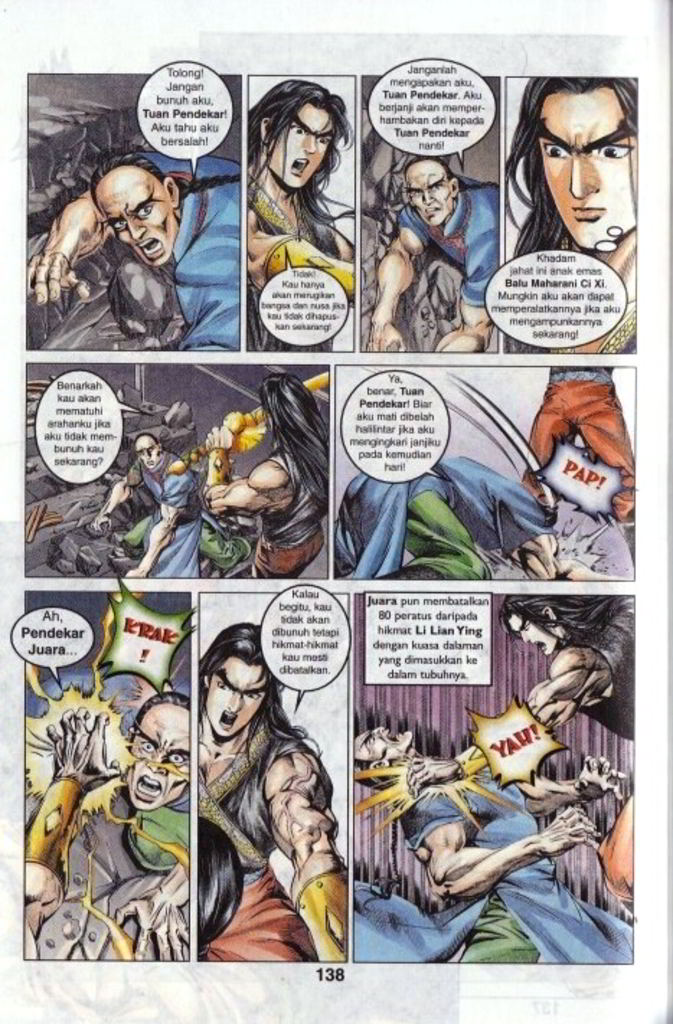 Tolong!
Jangan
bunuh aku,
Tuan Pendekar!
Aku tahu aku
bersalah!
Tidak!
Kau hanya
akan merugikan
bangsa dan nusa jika
kau tidak dihapus-
kan sekarang!
Janganlah
mengapakan aku,
Tuan Pendekar. Aku
berjanji akan memper-
hambakan diri kepada
Tuan Pendekar
nanti!
Khadam
jahat ini anak emas
Balu Maharani Ci Xi.
Mungkin aku akan dapat
memperalatkannya jika aku
mengampunkannya
sekarang!
Benarkah
kau akan
mematuhi
arahanku jika
aku tidak mem-
bunuh kau
sekarang?
Ya,
benar, Tuan
Pendekar! Biar
aku mati dibelah
halilintar jika aku
mengingkari janjiku
pada kemudian
hari!
PAP!
Ah,
Pendekar
Juara...
KRAK
!
Kalau
begitu, kau
tidak akan
dibunuh tetapi
hikmat-hikmat
kau mesti
dibatalkan.
Juara pun membatalkan
80 peratus daripada
hikmat Li Lian Ying
dengan kuasa dalaman
yang dimasukkan ke
dalam tubuhnya.
YAH!
138